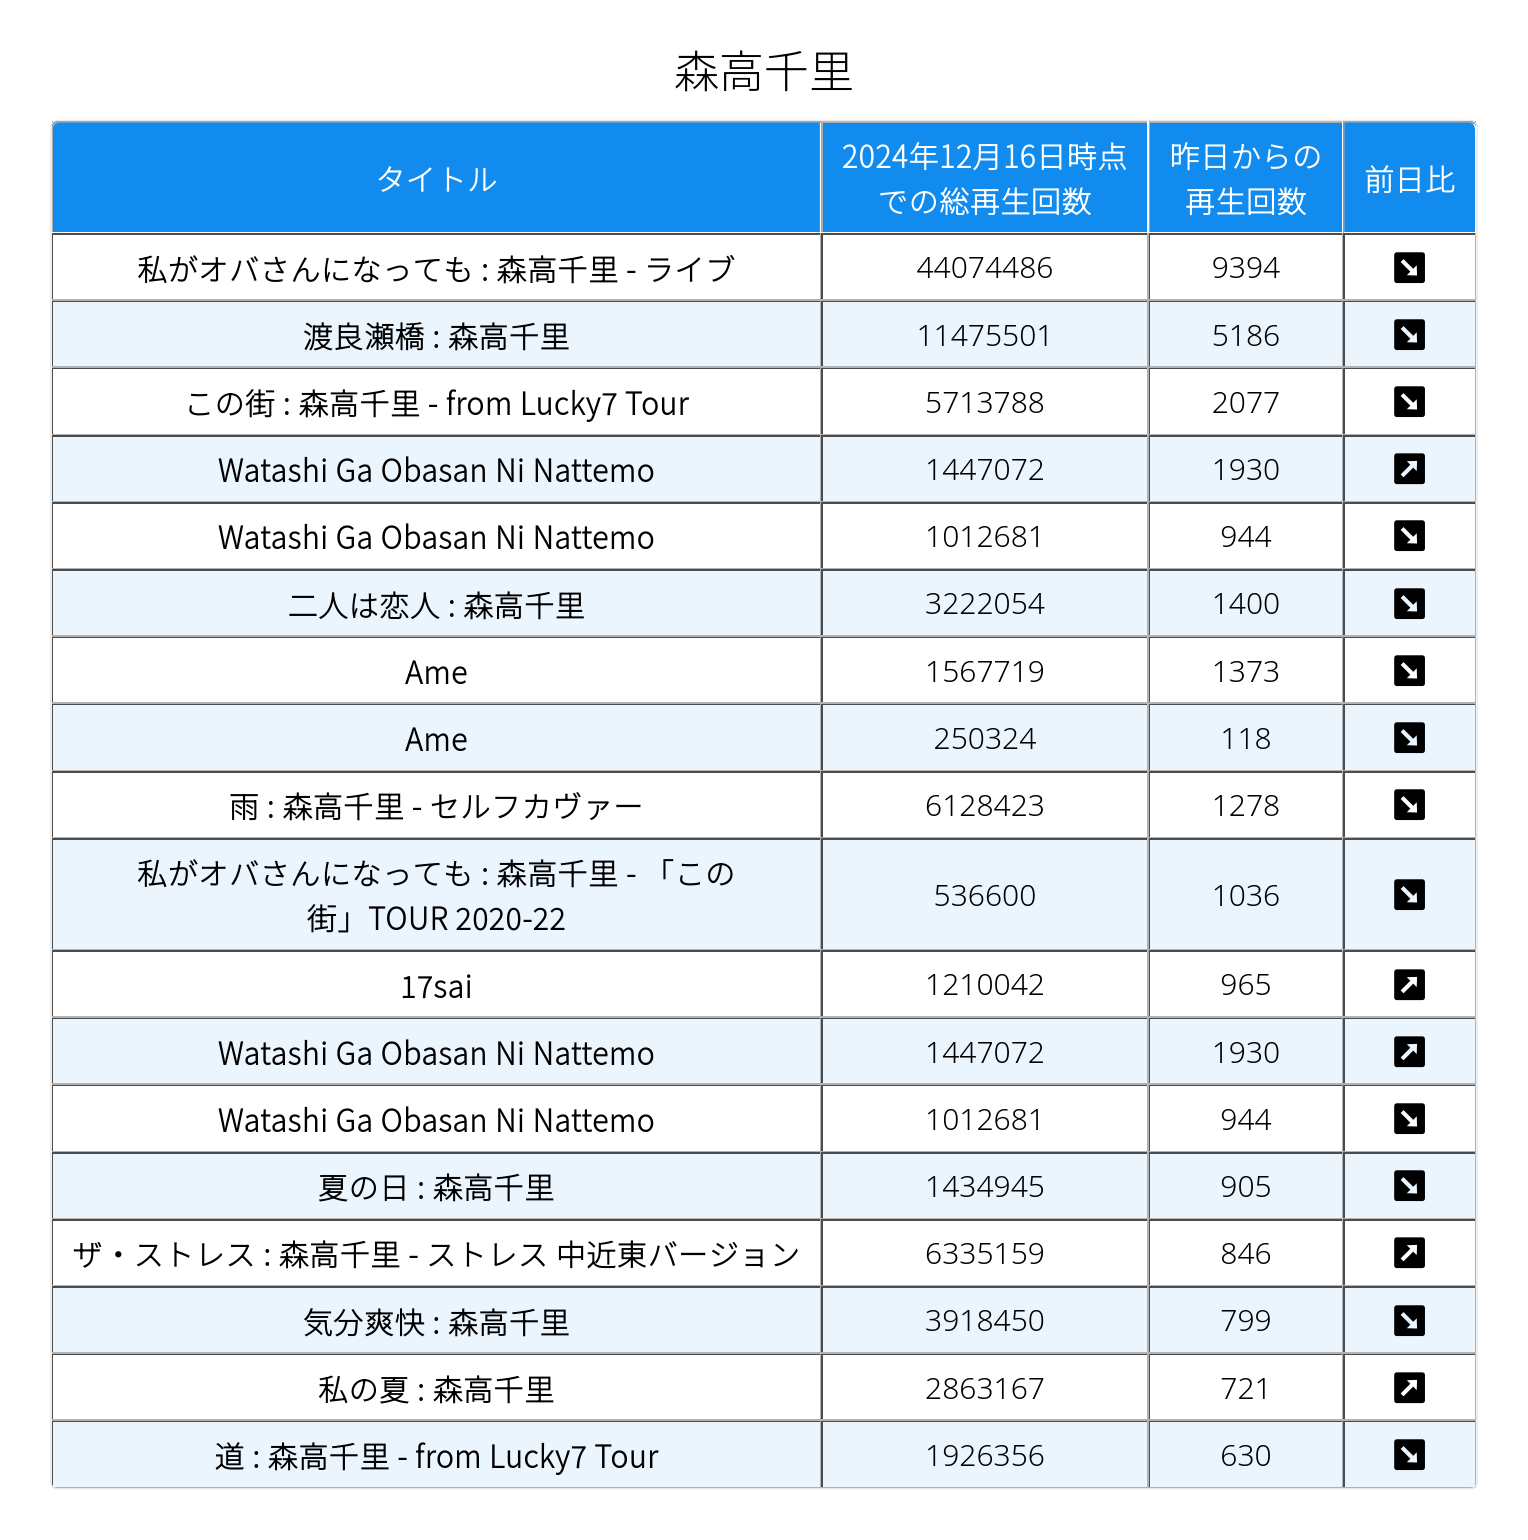 森高千里
タイトル
2024年12月16日時点
での総再生回数
昨日からの
再生回数
前日比
私がオバさんになっても : 森高千里 - ライブ 44074486 9394
渡良瀬橋 : 森高千里 11475501 5186
この街 : 森高千里 - from Lucky7 Tour 5713788 2077
Watashi Ga Obasan Ni Nattemo 1447072 1930
Watashi Ga Obasan Ni Nattemo 1012681 944
二人は恋人 : 森高千里 3222054 1400
Ame 1567719 1373
Ame 250324 118
雨 : 森高千里 - セルフカヴァー 6128423 1278
私がオバさんになっても : 森高千里 - 「この
街」TOUR 2020-22 536600 1036
17sai 1210042 965
Watashi Ga Obasan Ni Nattemo 1447072 1930
Watashi Ga Obasan Ni Nattemo 1012681 944
夏の日 : 森高千里 1434945 905
ザ・ストレス : 森高千里 - ストレス 中近東バージョン 6335159 846
気分爽快 : 森高千里 3918450 799
私の夏 : 森高千里 2863167 721
道 : 森高千里 - from Lucky7 Tour 1926356 630